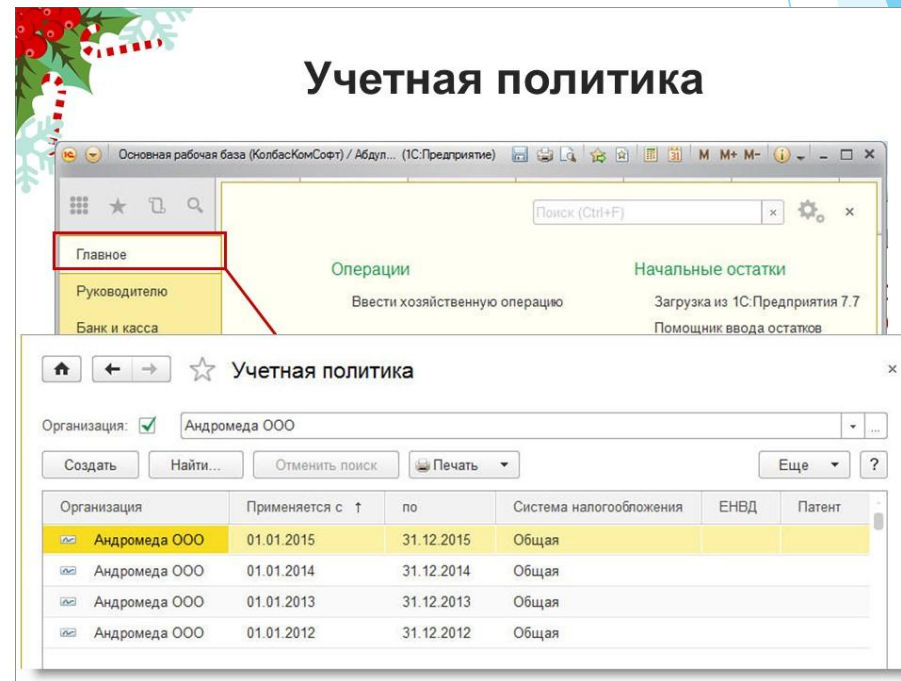 Учетная политика
Основная рабочая база (КолбасКомСофт) / Абдул... (1С:Предприятие) 31 M M+ M-
Поиск (Ctrl+F)
Главное
Операции Начальные остатки
Руководителю
Ввести хозяйственную операцию Загрузка из 1С:Предприятия 7.7
Банк и касса Помощник ввода остатков
Учетная политика
Организация: Андромеда ООО
Создать Найти... Отменить поиск Печать Еще ?
Организация Применяется с ↑ по Система налогообложения ЕНВД Патент
Андромеда ООО 01.01.2015 31.12.2015 Общая
Андромеда ООО 01.01.2014 31.12.2014 Общая
Андромеда ООО 01.01.2013 31.12.2013 Общая
Андромеда ООО 01.01.2012 31.12.2012 Общая